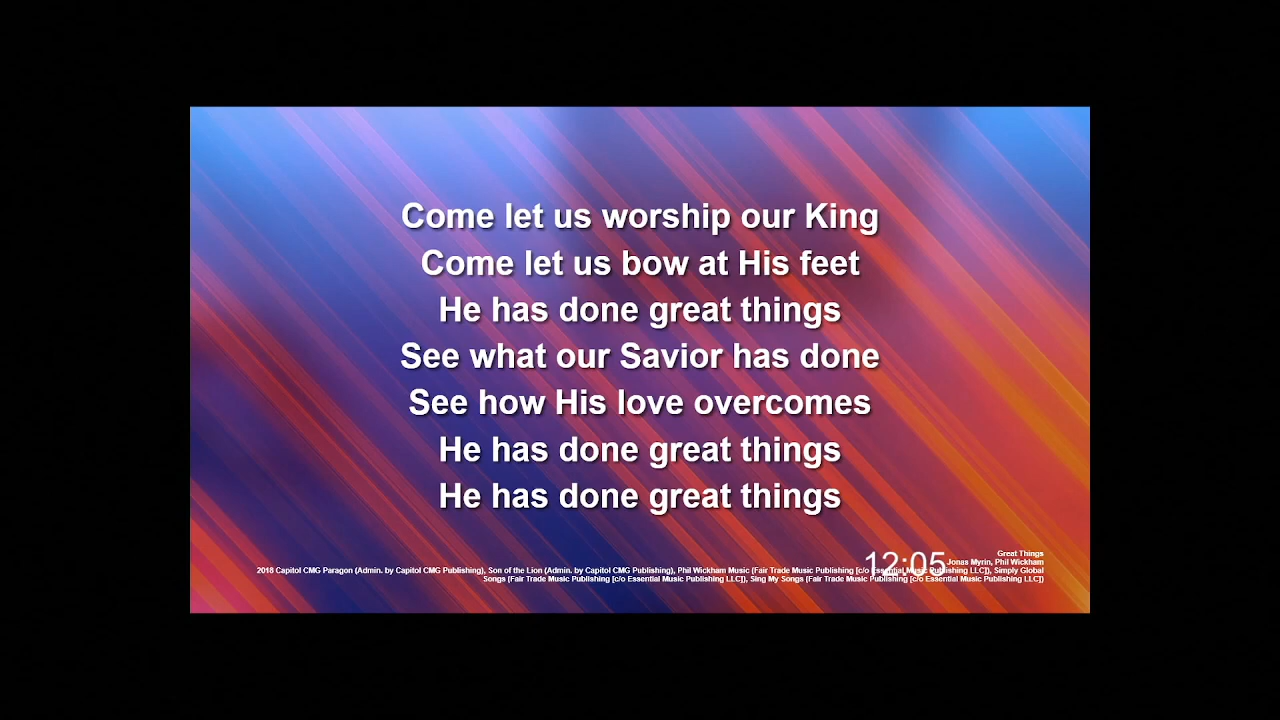 Come let us worship our King
Come let us bow at His feet
He has done great things
See what our Savior has done
See how His love overcomes
He has done great things
He has done great things
12:05
Great Things
Jonas Myrin, Phil Wickham
2018 Capitol CMG Paragon (Admin. by Capitol CMG Publishing), Son of the Lion (Admin. by Capitol CMG Publishing), Phil Wickham Music (Fair Trade Music Publishing [c/o Essential Music Publishing LLC]), Simply Global
Songs (Fair Trade Music Publishing [c/o Essential Music Publishing LLC]), Sing My Songs (Fair Trade Music Publishing [c/o Essential Music Publishing LLC])